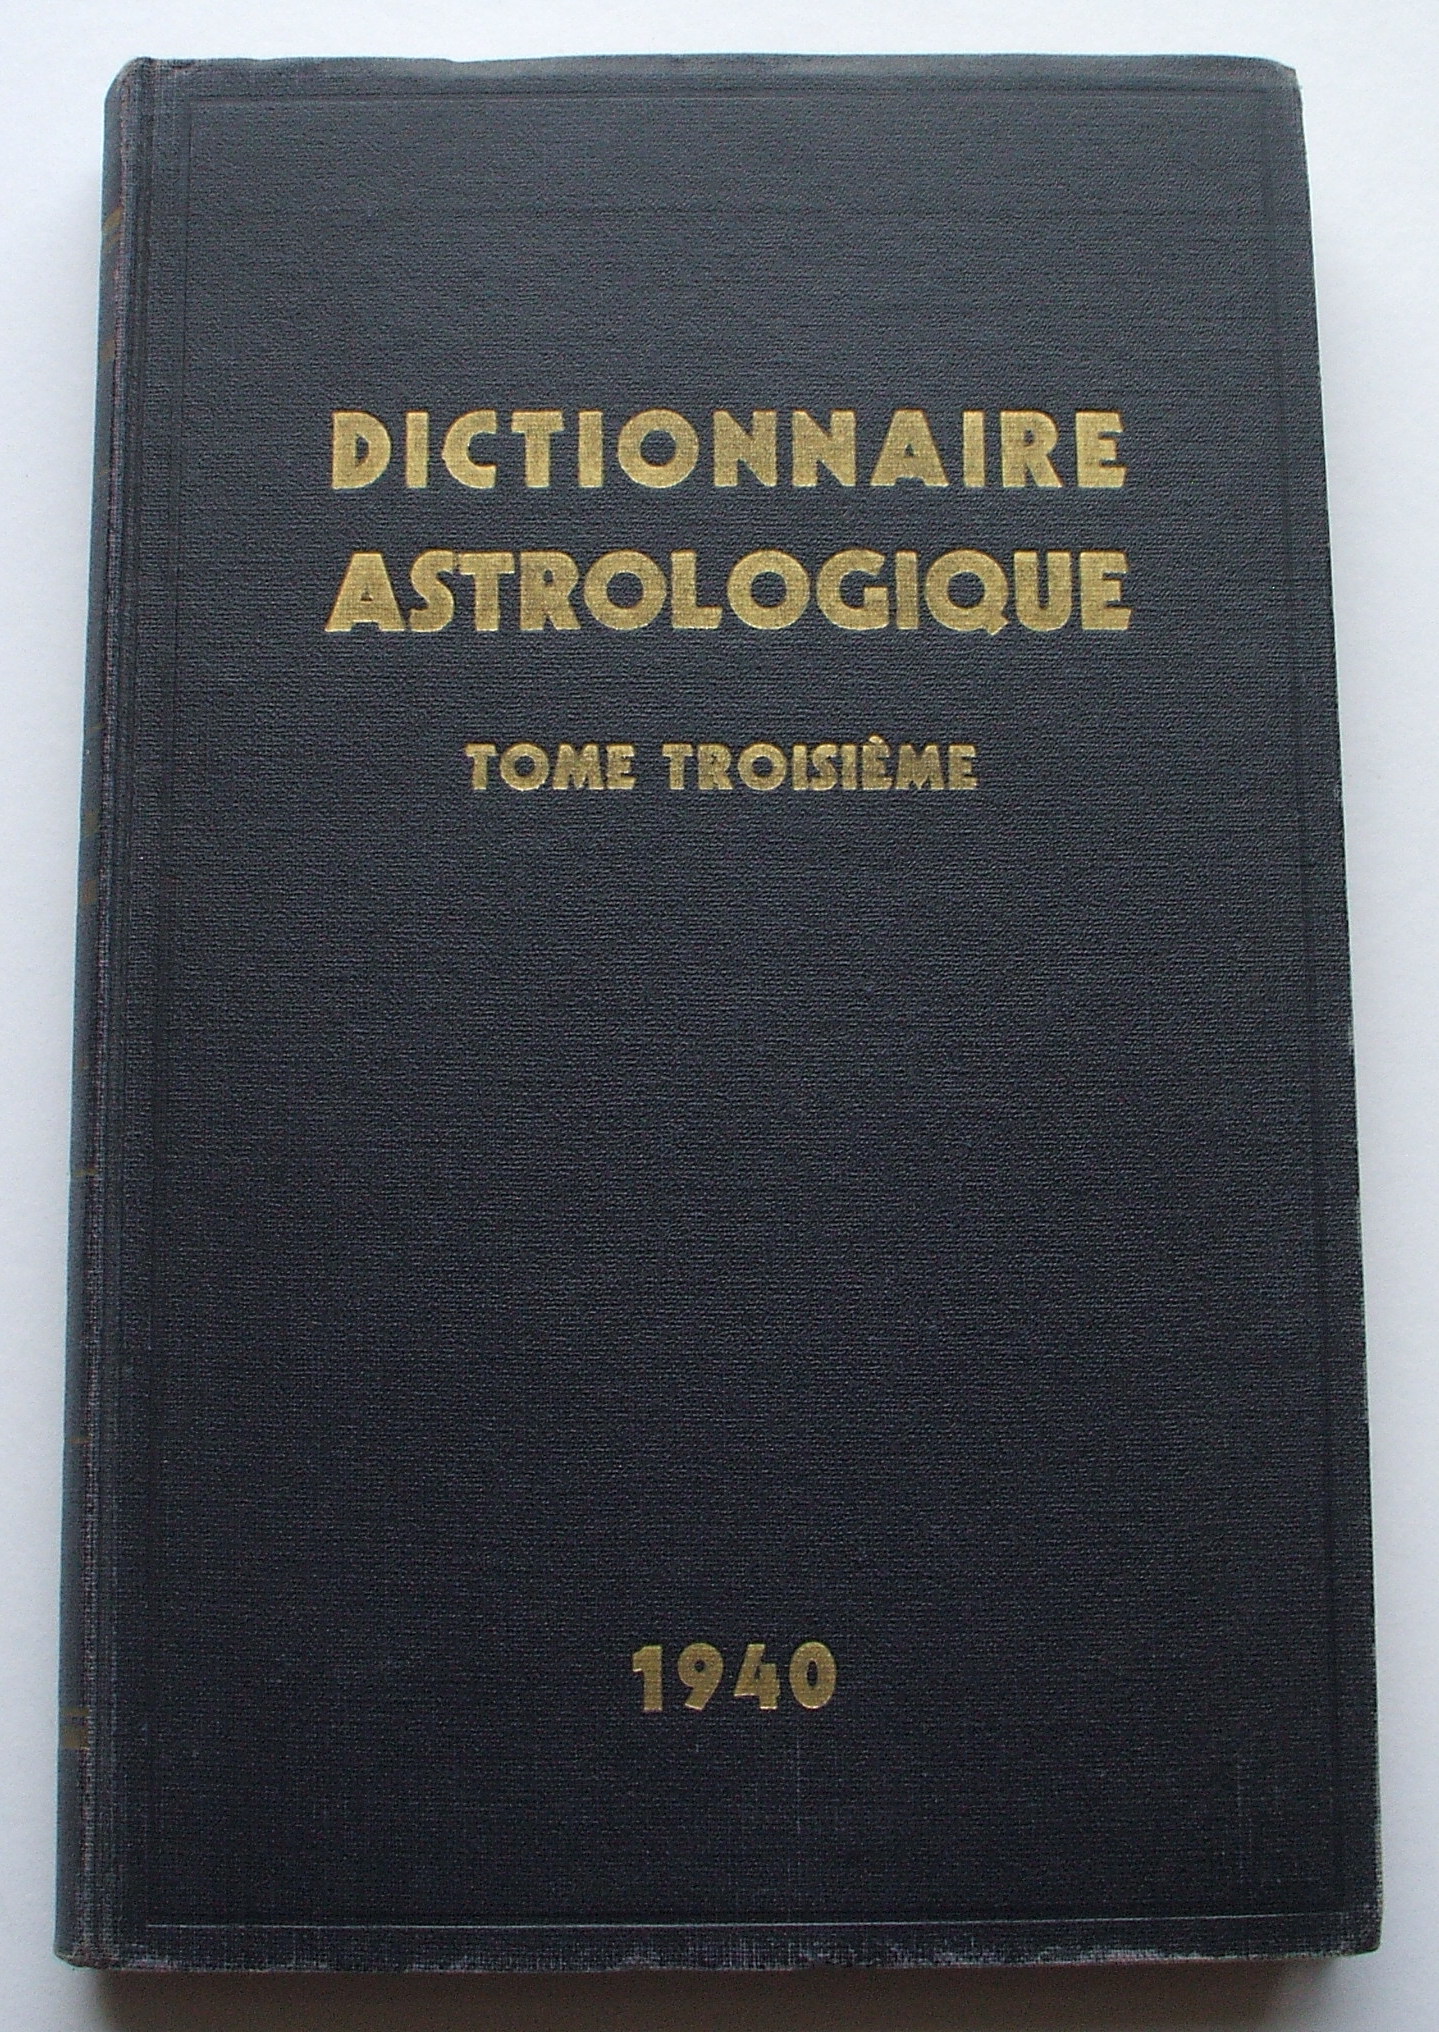 DICTIONNAIRE
ASTROLOGIQUE
TOME TROISIÈME
1940